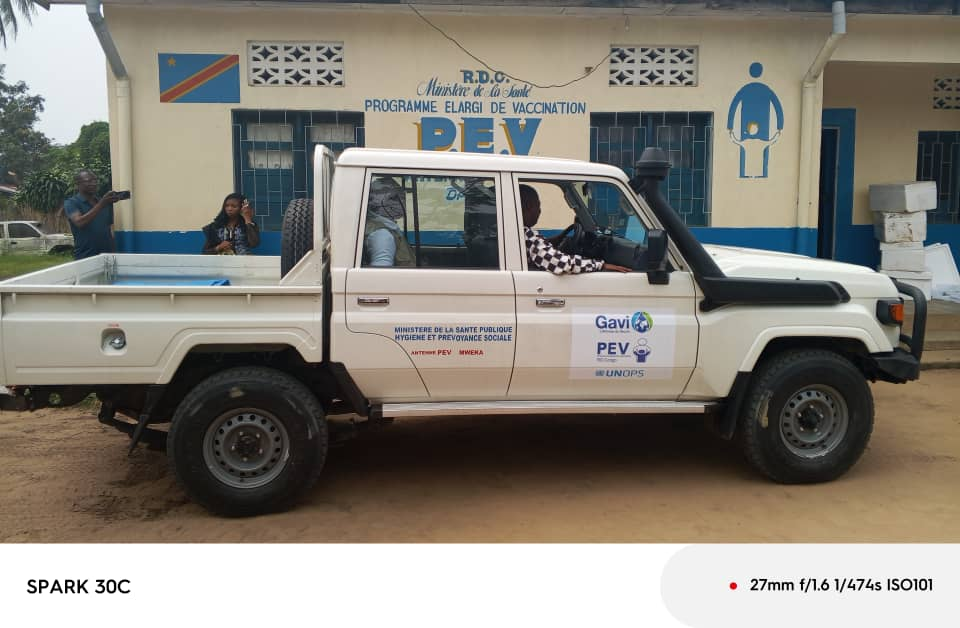 R.D.C.
Ministère de La Santé
PROGRAMME ELARGI DE VACCINATION
P.E.V
MINISTERE DE LA SANTE PUBLIQUE
HYGIENE ET PREVOYANCE SOCIALE
ANTENNE PEV MWEKA
Gavi
PEV
UNOPS
SPARK 30C
27mm f/1.6 1/474s ISO101